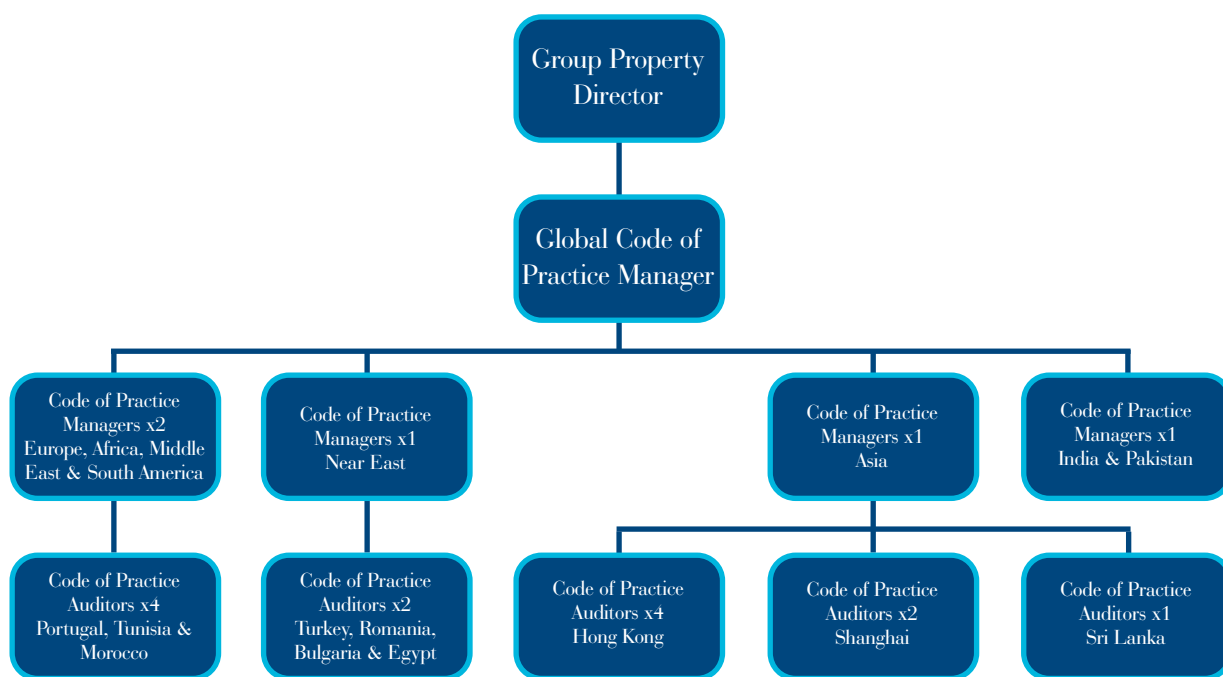 Group Property
Director
Global Code of
Practice Manager
Code of Practice
Managers x2
Europe, Africa, Middle
East & South America
Code of Practice
Managers x1
Near East
Code of Practice
Managers x1
Asia
Code of Practice
Managers x1
India & Pakistan
Code of Practice
Auditors x4
Portugal, Tunisia &
Morocco
Code of Practice
Auditors x2
Turkey, Romania,
Bulgaria & Egypt
Code of Practice
Auditors x4
Hong Kong
Code of Practice
Auditors x2
Shanghai
Code of Practice
Auditors x1
Sri Lanka